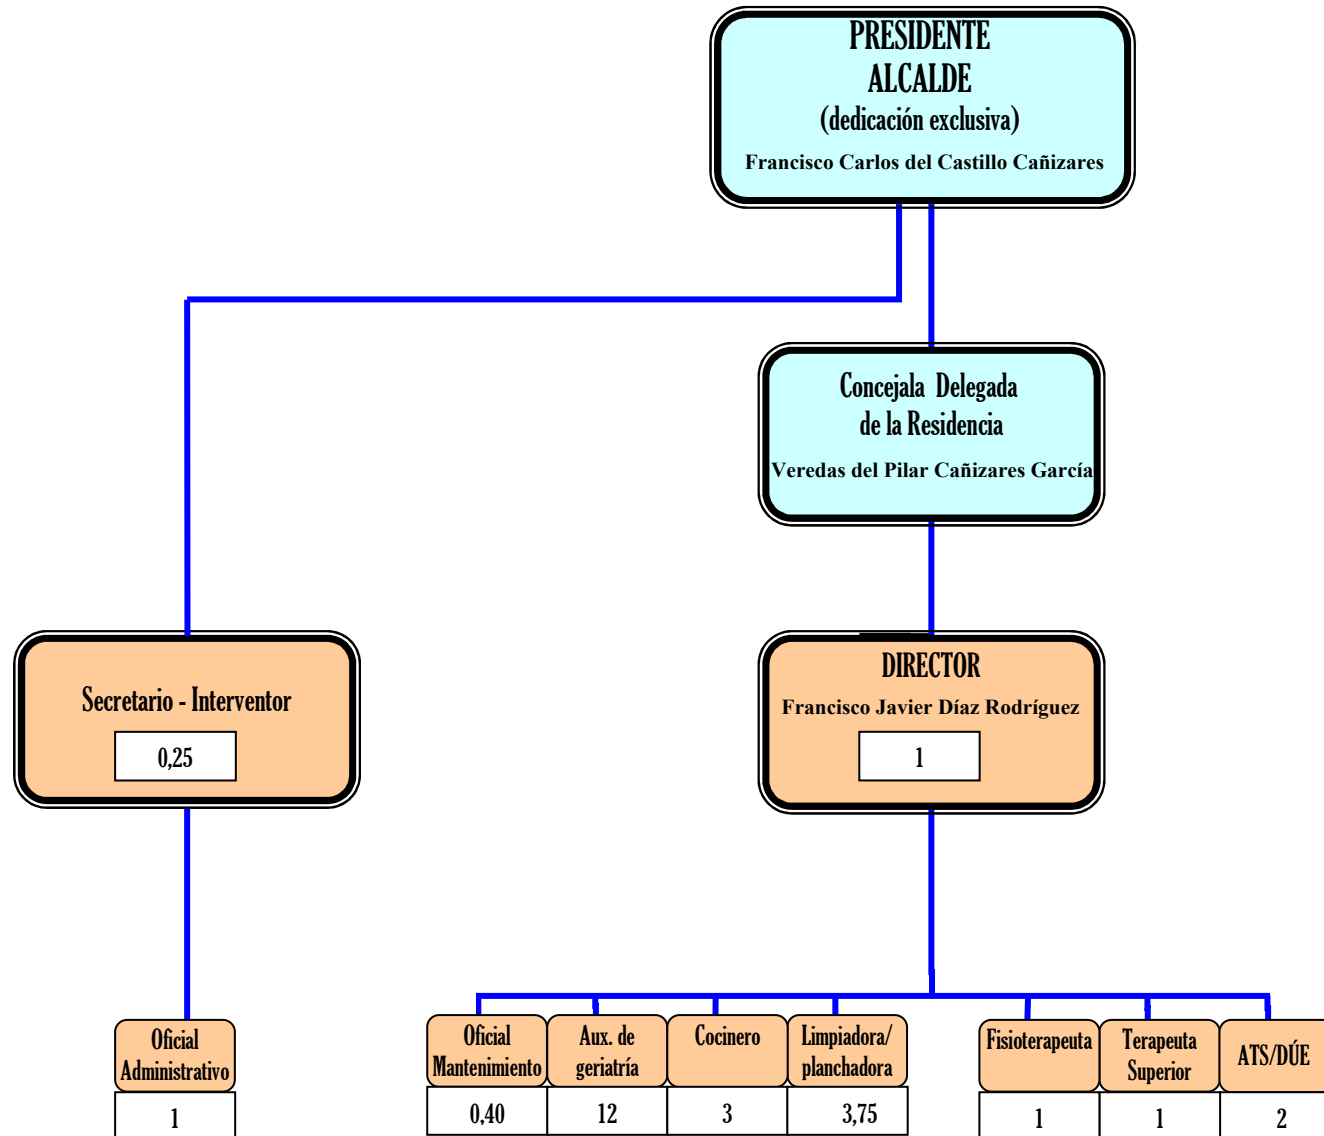 PRESIDENTE
ALCALDE
(dedicación exclusiva)
Francisco Carlos del Castillo Cañizares
Concejala Delegada
de la Residencia
Veredas del Pilar Cañizares García
Secretario - Interventor
0,25
DIRECTOR
Francisco Javier Díaz Rodríguez
1
Oficial
Administrativo
1
Oficial
Mantenimiento
0,40
Aux. de
geriatría
12
Cocinero
3
Limpiadora/
planchadora
3,75
Fisioterapeuta
1
Terapeuta
Superior
1
ATS/DÚE
2